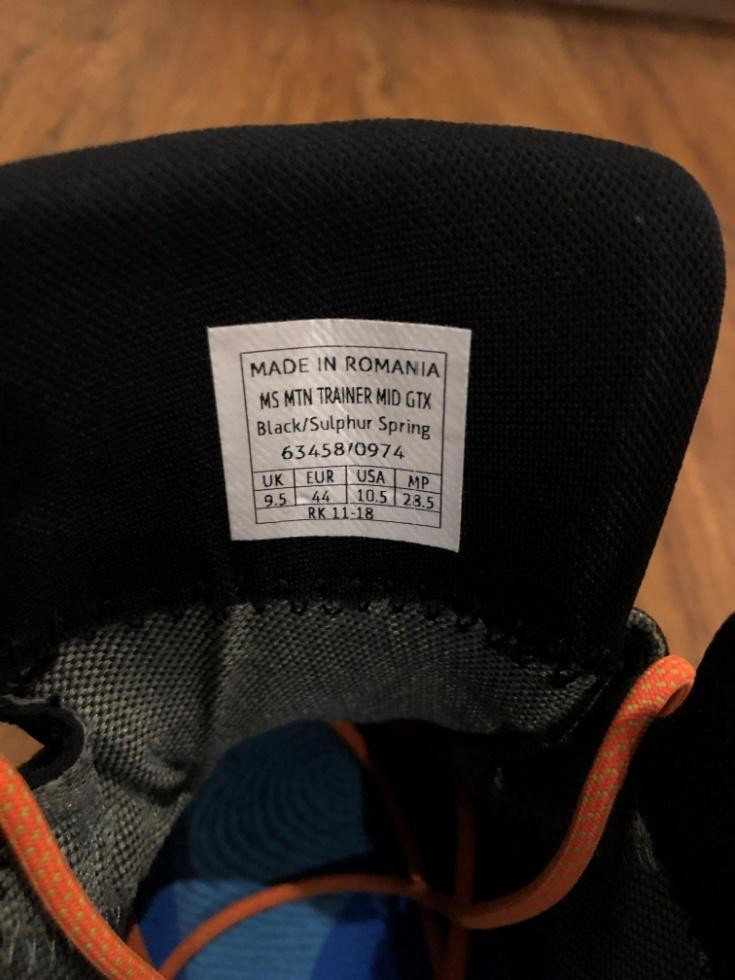 MADE IN ROMANIA
MS MTN TRAINER MID GTX
Black/Sulphur Spring
63458/0974
UK EUR USA MP
9.5 44 10.5 28.5
RK 11-18